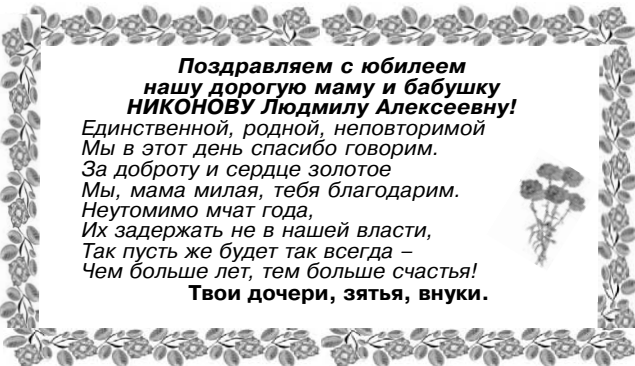 Поздравляем с юбилеем
нашу дорогую маму и бабушку
НИКОНОВУ Людмилу Алексеевну!
Единственной, родной, неповторимой
Мы в этот день спасибо говорим.
За доброту и сердце золотое
Мы, мама милая, тебя благодарим.
Неутомимо мчат года,
Их задержать не в нашей власти,
Так пусть же будет так всегда –
Чем больше лет, тем больше счастья!
Твои дочери, зятья, внуки.